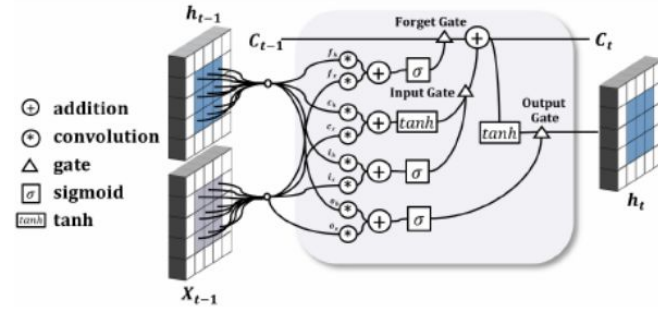 h_{t-1}
C_{t-1}
Forget Gate
C_t
Input Gate
Output Gate
σ
tanh
tanh
σ
σ
h_t
X_{t-1}
+ addition
* convolution
gate
σ sigmoid
tanh tanh